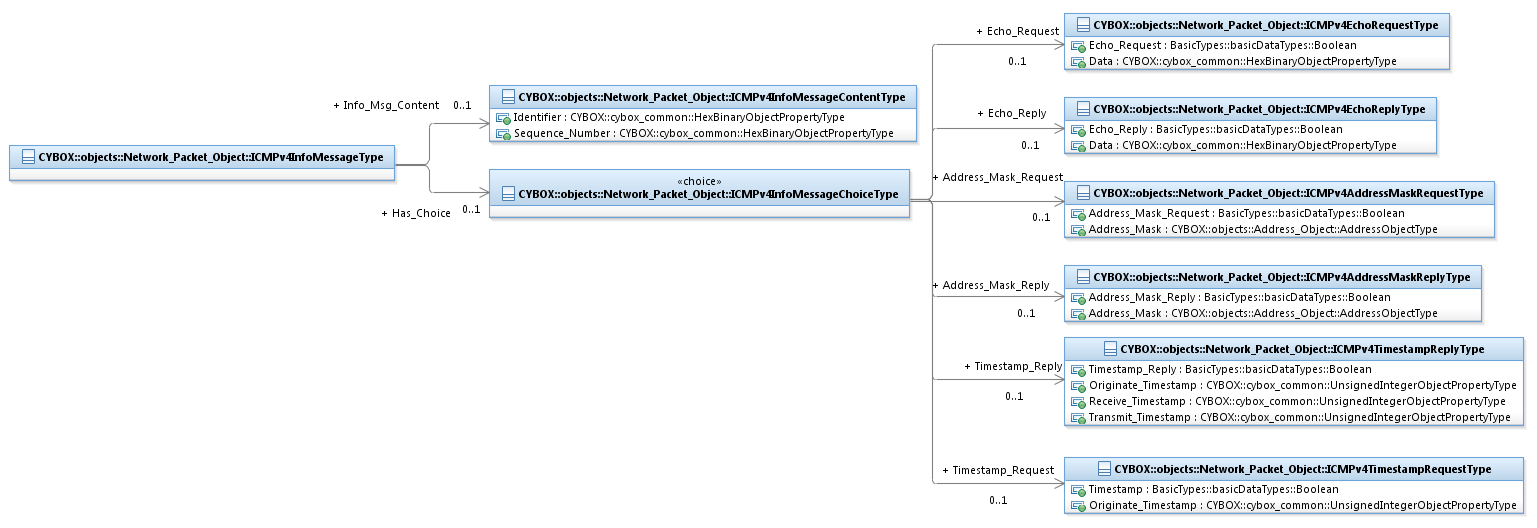 CYBOX::objects::Network_Packet_Object::ICMPv4InfoMessageType
+ Info_Msg_Content 0..1
CYBOX::objects::Network_Packet_Object::ICMPv4InfoMessageContentType
Identifier : CYBOX::cybox_common::HexBinaryObjectPropertyType
Sequence_Number : CYBOX::cybox_common::HexBinaryObjectPropertyType
+ Has_Choice 0..1
«choice»
CYBOX::objects::Network_Packet_Object::ICMPv4InfoMessageChoiceType
+ Echo_Request
0..1
CYBOX::objects::Network_Packet_Object::ICMPv4EchoRequestType
Echo_Request : BasicTypes::basicDataTypes::Boolean
Data : CYBOX::cybox_common::HexBinaryObjectPropertyType
+ Echo_Reply
0..1
CYBOX::objects::Network_Packet_Object::ICMPv4EchoReplyType
Echo_Reply : BasicTypes::basicDataTypes::Boolean
Data : CYBOX::cybox_common::HexBinaryObjectPropertyType
+ Address_Mask_Request
0..1
CYBOX::objects::Network_Packet_Object::ICMPv4AddressMaskRequestType
Address_Mask_Request : BasicTypes::basicDataTypes::Boolean
Address_Mask : CYBOX::objects::Address_Object::AddressObjectType
+ Address_Mask_Reply
0..1
CYBOX::objects::Network_Packet_Object::ICMPv4AddressMaskReplyType
Address_Mask_Reply : BasicTypes::basicDataTypes::Boolean
Address_Mask : CYBOX::objects::Address_Object::AddressObjectType
+ Timestamp_Reply
0..1
CYBOX::objects::Network_Packet_Object::ICMPv4TimestampReplyType
Timestamp_Reply : BasicTypes::basicDataTypes::Boolean
Originate_Timestamp : CYBOX::cybox_common::UnsignedIntegerObjectPropertyType
Receive_Timestamp : CYBOX::cybox_common::UnsignedIntegerObjectPropertyType
Transmit_Timestamp : CYBOX::cybox_common::UnsignedIntegerObjectPropertyType
+ Timestamp_Request
0..1
CYBOX::objects::Network_Packet_Object::ICMPv4TimestampRequestType
Timestamp : BasicTypes::basicDataTypes::Boolean
Originate_Timestamp : CYBOX::cybox_common::UnsignedIntegerObjectPropertyType